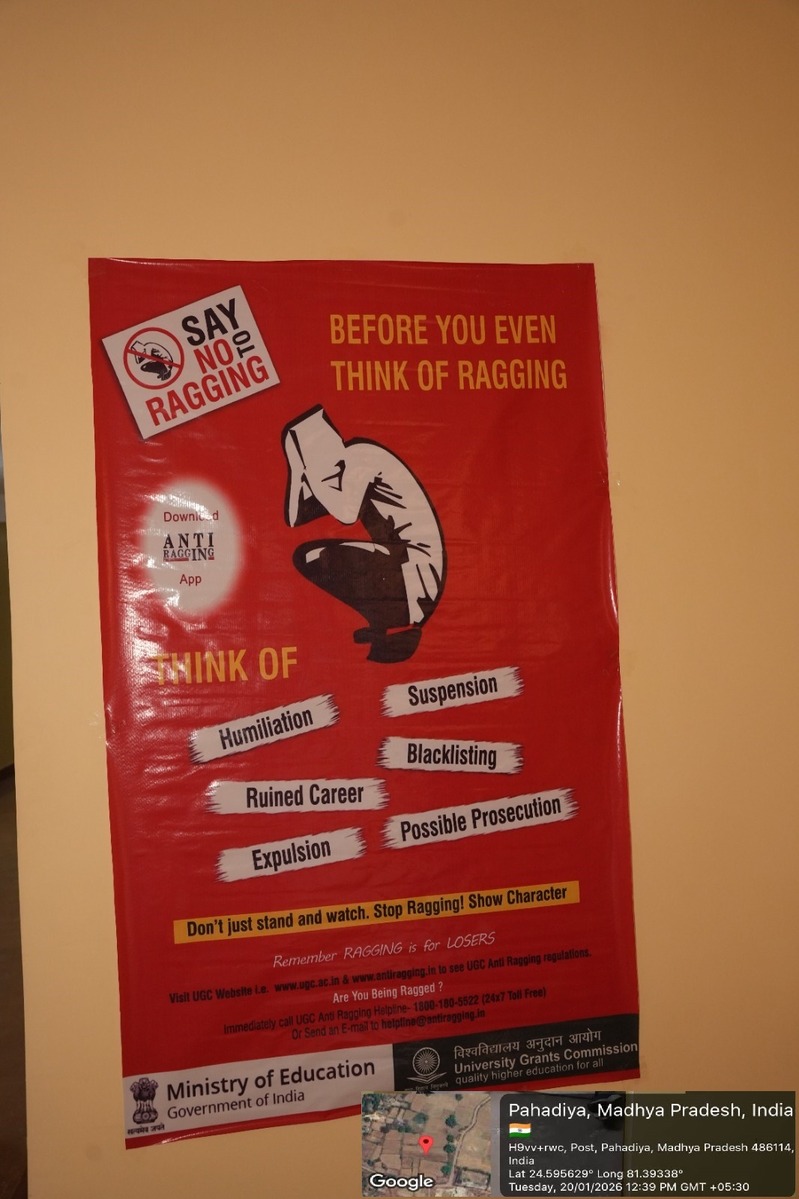 SAY
NO TO
RAGGING
BEFORE YOU EVEN
THINK OF RAGGING
Download
ANTI
RAGGING
App
THINK OF
Humiliation
Suspension
Ruined Career
Blacklisting
Expulsion
Possible Prosecution
Don't just stand and watch. Stop Ragging! Show Character
Remember RAGGING is for LOSERS
Visit UGC Website i.e. www.ugc.ac.in & www.antiragging.in to see UGC Anti Ragging regulations.
Are You Being Ragged ?
Immediately call UGC Anti Ragging Helpline- 1800-180-5522 (24x7 Toll Free)
Or Send an E-mail to helpline@antiragging.in
सत्यमेव जयते
Ministry of Education
Government of India
विश्वविद्यालय अनुदान आयोग
University Grants Commission
quality higher education for all
Google
Pahadiya, Madhya Pradesh, India
H9vv+rwc, Post, Pahadiya, Madhya Pradesh 486114,
India
Lat 24.595629° Long 81.39338°
Tuesday, 20/01/2026 12:39 PM GMT +05:30